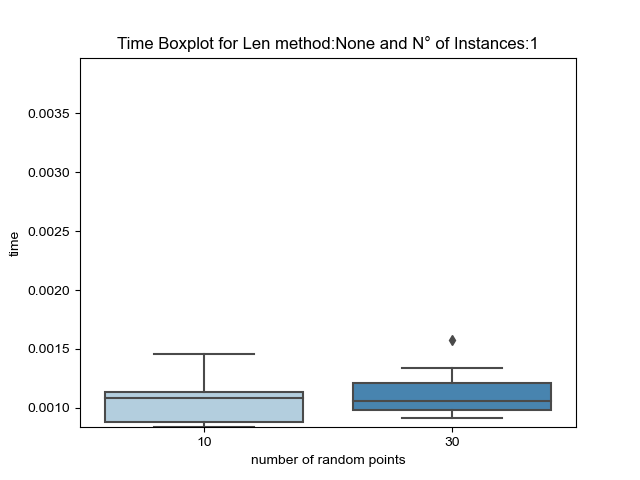 Time Boxplot for Len method:None and N° of Instances:1
0.0035
0.0030
0.0025
0.0020
0.0015
0.0010
time
10 30
number of random points